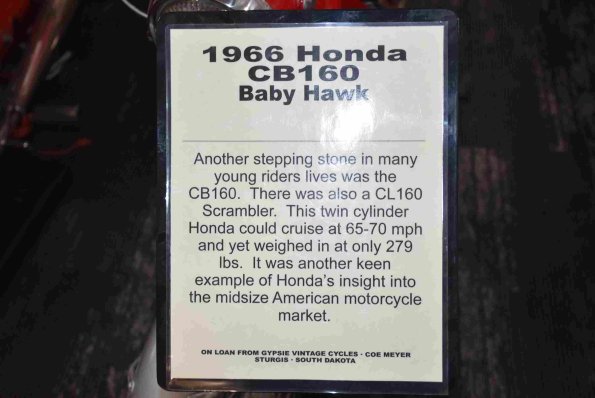 1966 Honda
CB160
Baby Hawk
Another stepping stone in many
young riders lives was the
CB160. There was also a CL160
Scrambler. This twin cylinder
Honda could cruise at 65-70 mph
and yet weighed in at only 279
lbs. It was another keen
example of Honda's insight into
the midsize American motorcycle
market.
ON LOAN FROM GYPSIE VINTAGE CYCLES - COE MEYER
STURGIS - SOUTH DAKOTA